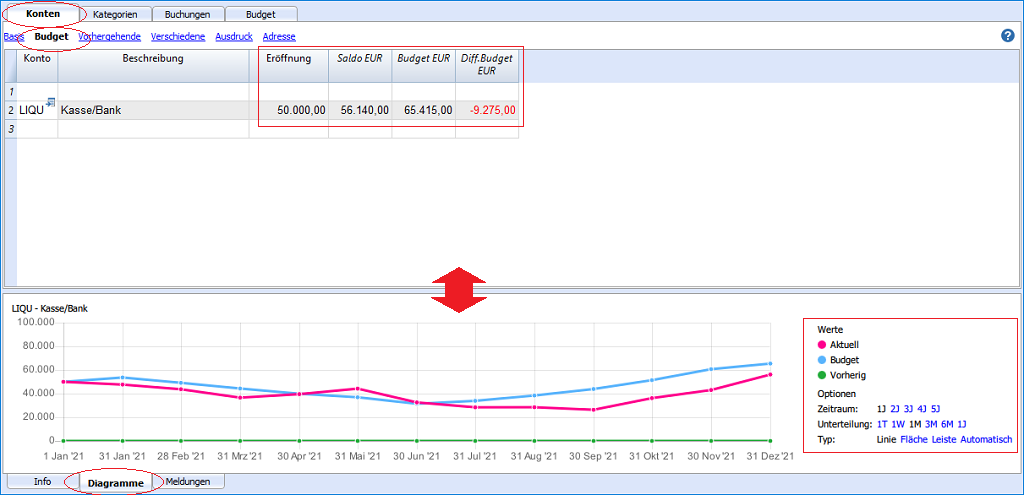 Konten Kategorien Buchungen Budget
Basis Budget Vorhergehende Verschiedene Ausdruck Adresse ?
Konto Beschreibung Eröffnung Saldo EUR Budget EUR Diff.Budget
EUR
1
2 LIQU Kasse/Bank 50.000,00 56.140,00 65.415,00 -9.275,00
3
LIQU - Kasse/Bank
100.000
80.000
60.000
40.000
20.000
0
1 Jan '21 31 Jan '21 28 Feb '21 31 Mrz '21 30 Apr '21 31 Mai '21 30 Jun '21 31 Jul '21 31 Aug '21 30 Sep '21 31 Okt '21 30 Nov '21 31 Dez '21
Werte
Aktuell
Budget
Vorherig
Optionen
Zeitraum: 1J 2J 3J 4J 5J
Unterteilung: 1T 1W 1M 3M 6M 1J
Typ: Linie Fläche Leiste Automatisch
Info Diagramme Meldungen